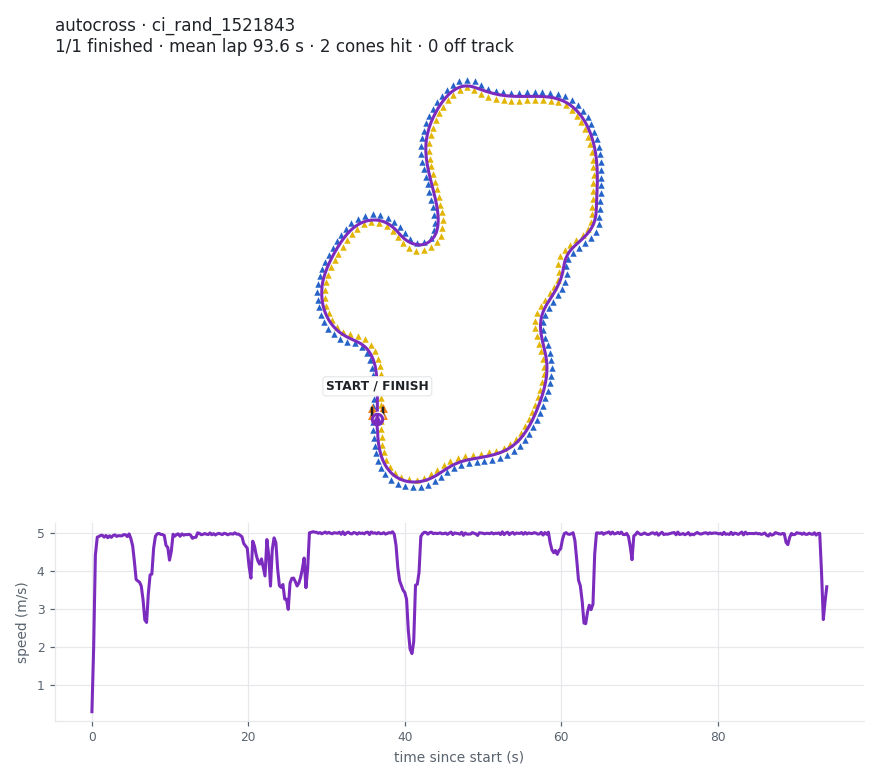 autocross · ci_rand_1521843
1/1 finished · mean lap 93.6 s · 2 cones hit · 0 off track
START / FINISH
5
4
3
2
1
speed (m/s)
0 20 40 60 80
time since start (s)